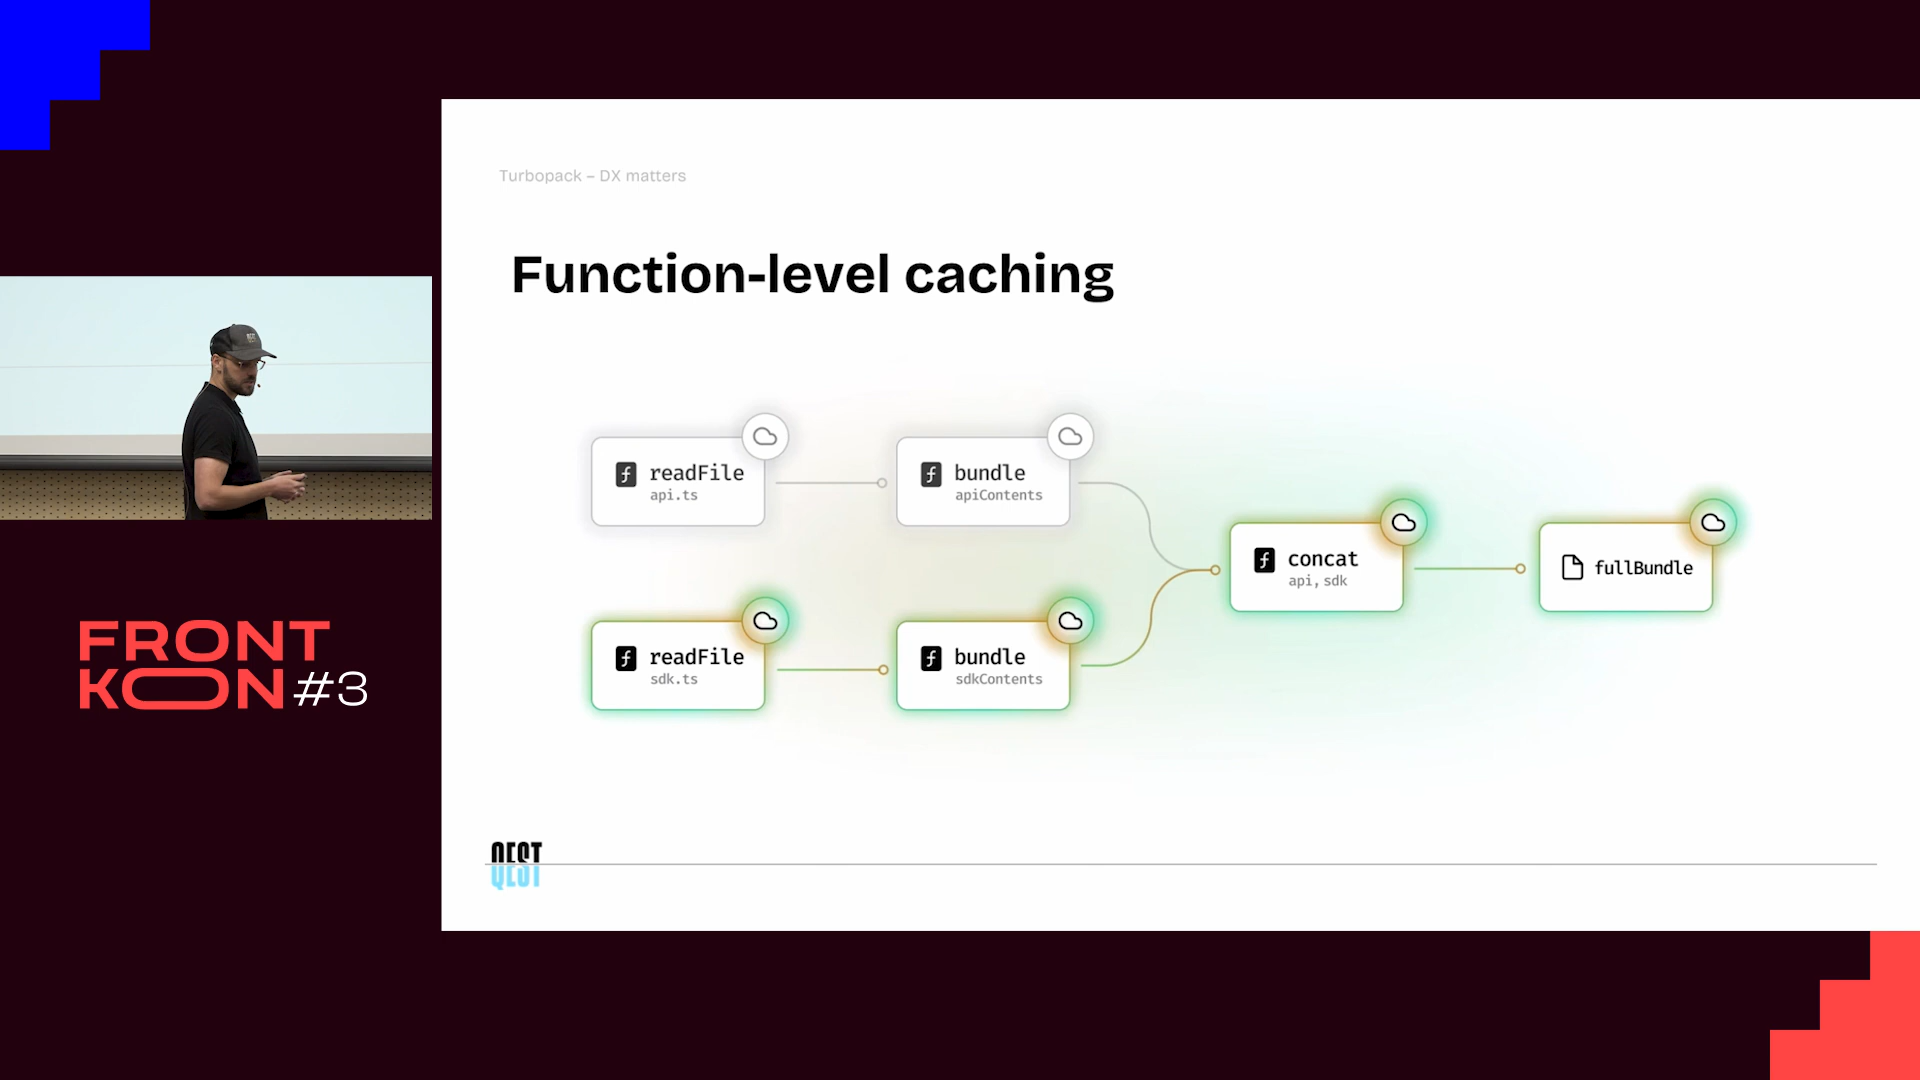 Turbopack – DX matters
Function-level caching
readFile
api.ts
bundle
apiContents
concat
api, sdk
fullBundle
readFile
sdk.ts
bundle
sdkContents
FRONT
KON #3
QEST